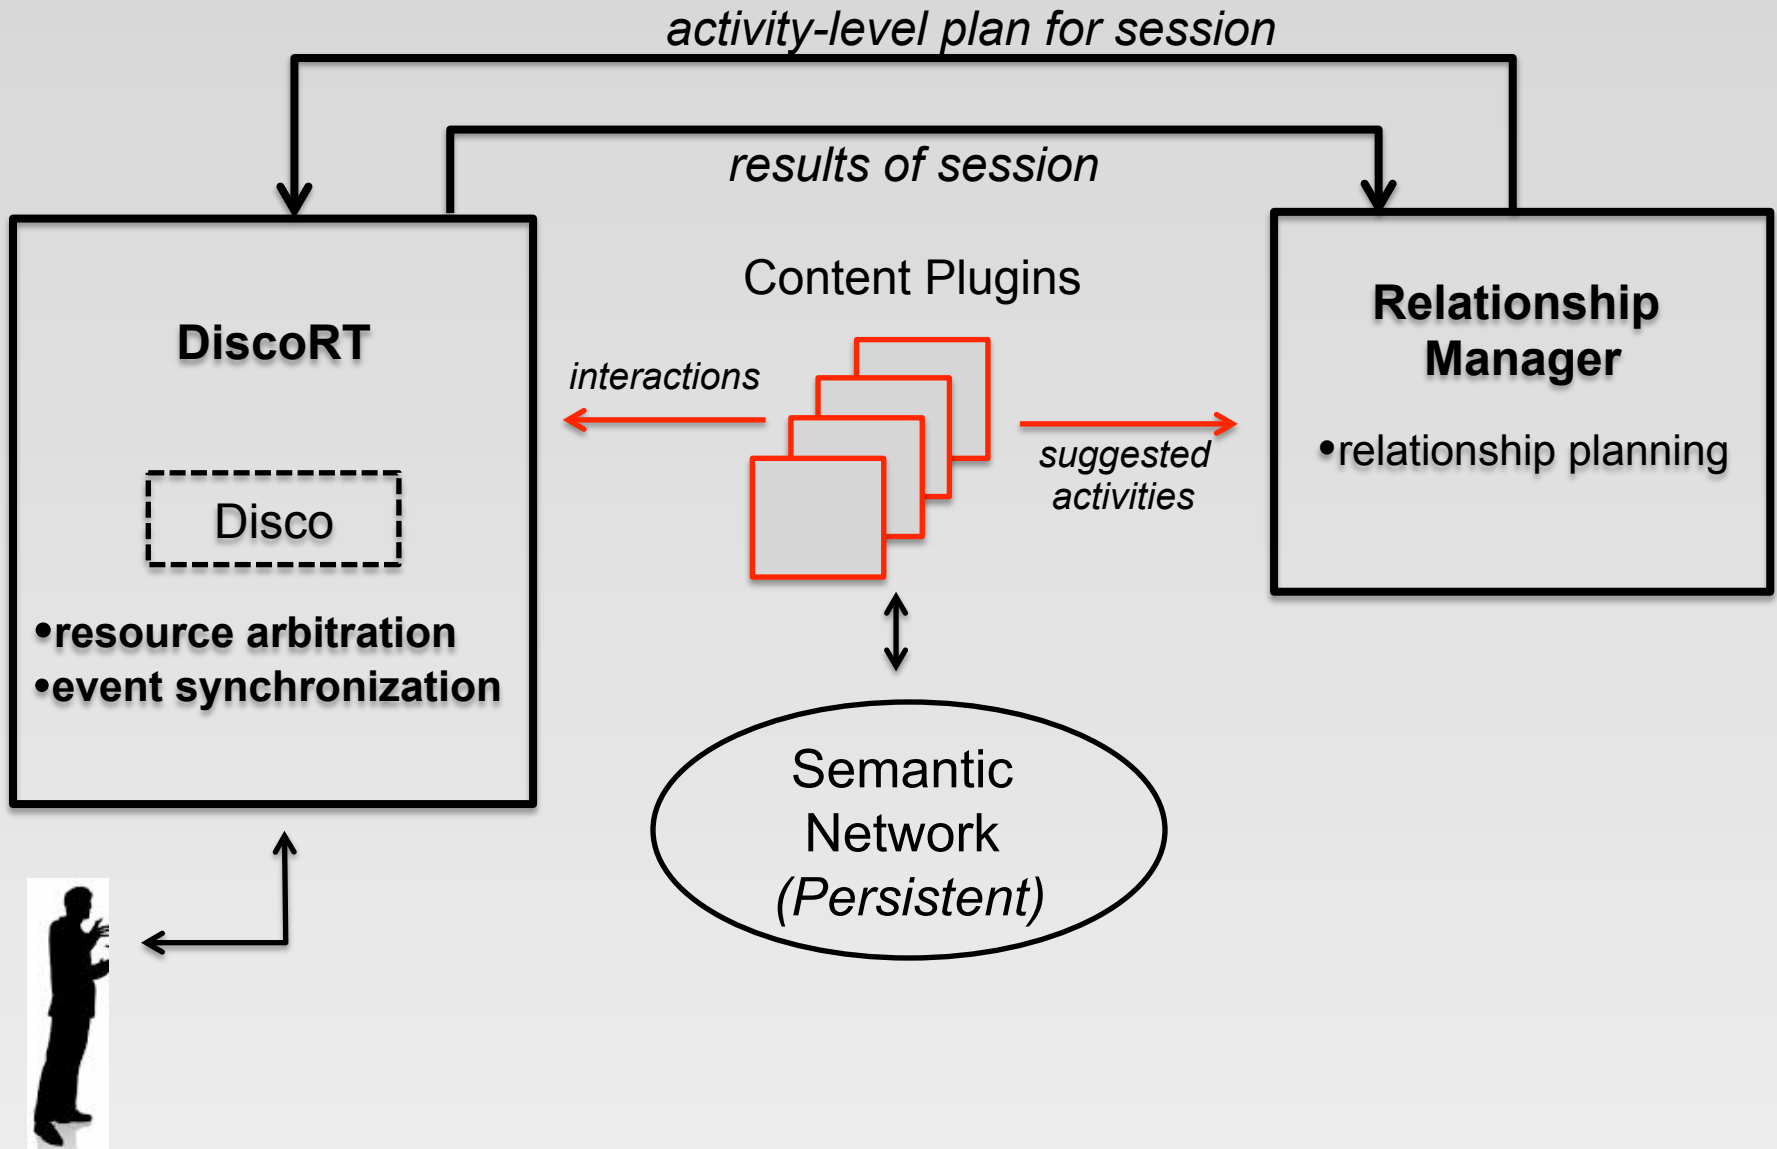 activity-level plan for session
results of session
Content Plugins
DiscoRT
interactions
Disco
•resource arbitration
•event synchronization
suggested
activities
Relationship
Manager
•relationship planning
Semantic
Network
(Persistent)